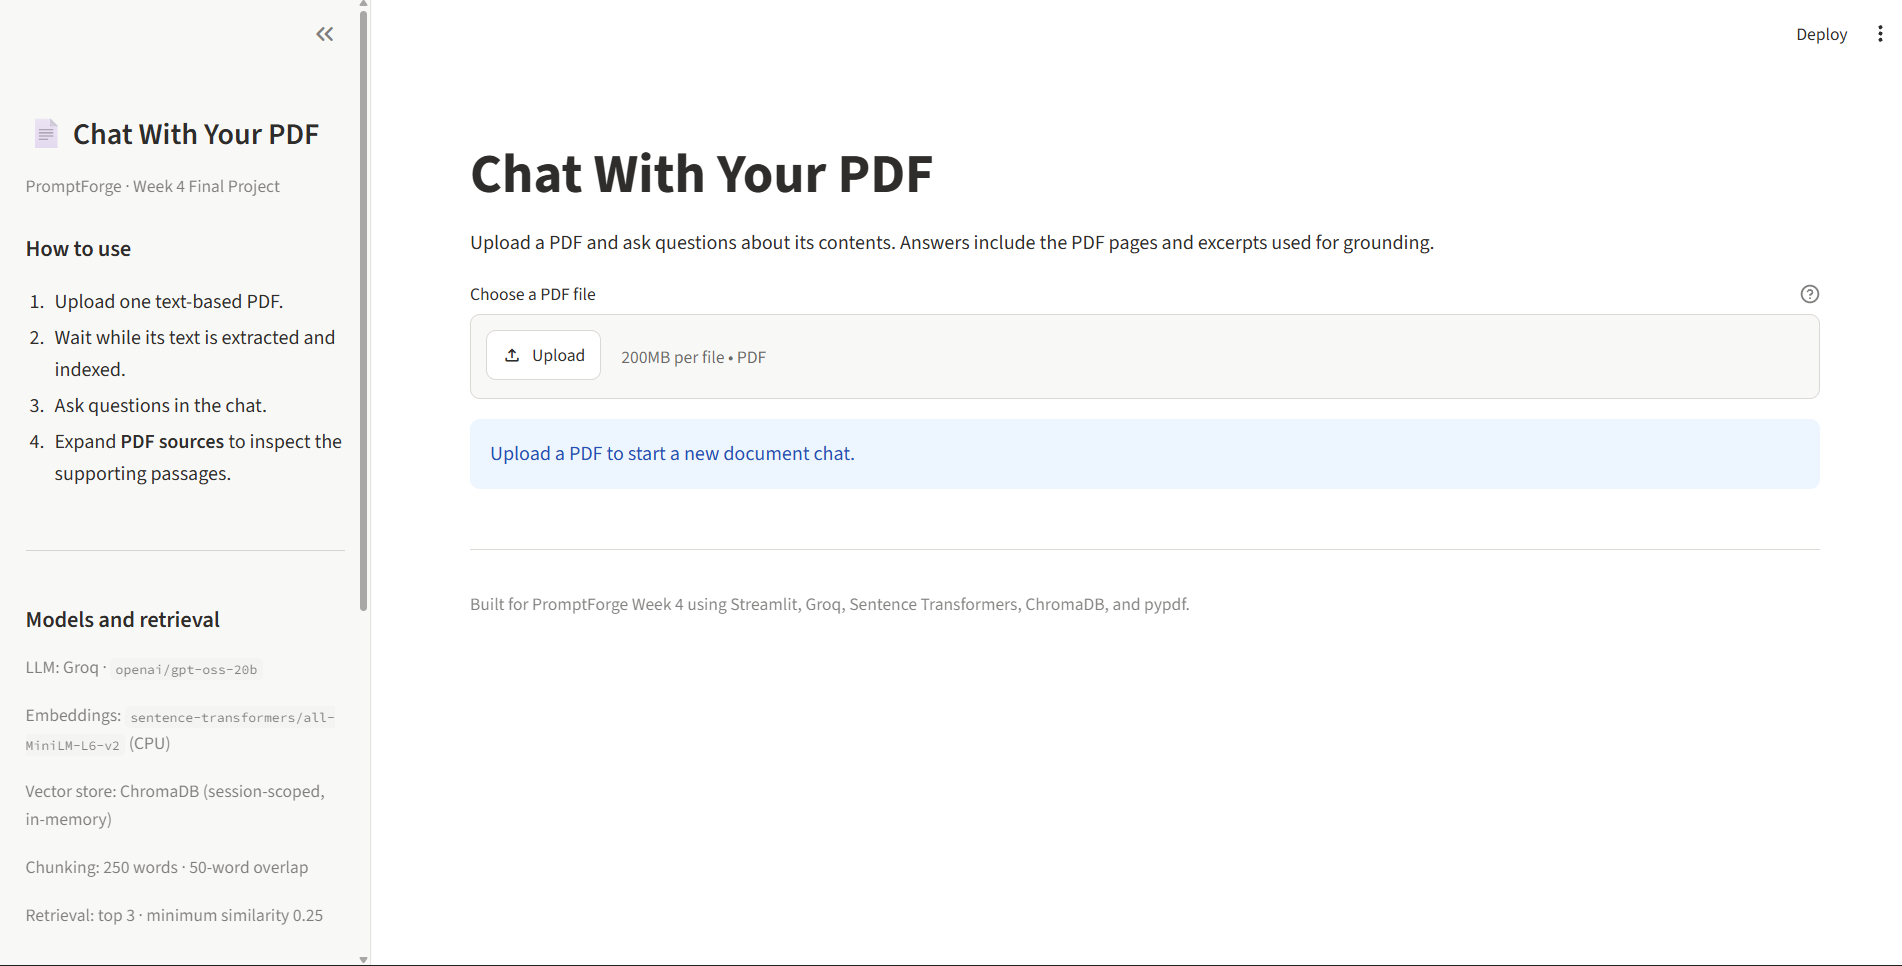 Chat With Your PDF
PromptForge · Week 4 Final Project
How to use
1. Upload one text-based PDF.
2. Wait while its text is extracted and
indexed.
3. Ask questions in the chat.
4. Expand PDF sources to inspect the
supporting passages.
Models and retrieval
LLM: Groq · openai/gpt-oss-20b
Embeddings: sentence-transformers/all-
MiniLM-L6-v2 (CPU)
Vector store: ChromaDB (session-scoped,
in-memory)
Chunking: 250 words · 50-word overlap
Retrieval: top 3 · minimum similarity 0.25
Deploy
Chat With Your PDF
Upload a PDF and ask questions about its contents. Answers include the PDF pages and excerpts used for grounding.
Choose a PDF file
Upload
200MB per file • PDF
Upload a PDF to start a new document chat.
Built for PromptForge Week 4 using Streamlit, Groq, Sentence Transformers, ChromaDB, and pypdf.